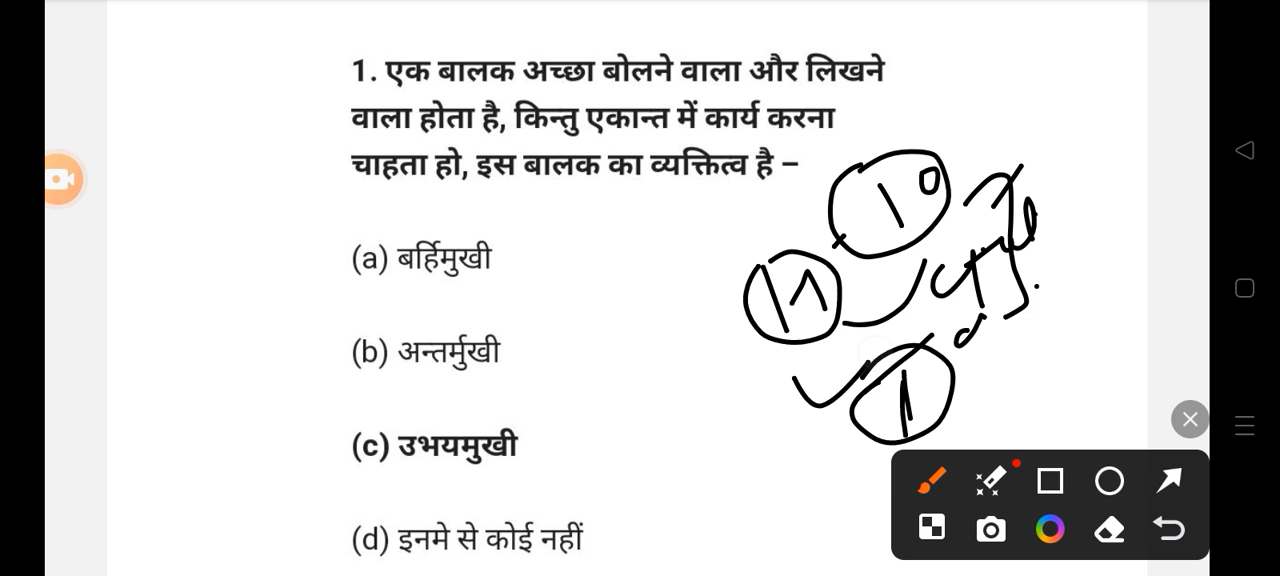 1. एक बालक अच्छा बोलने वाला और लिखने
वाला होता है, किन्तु एकान्त में कार्य करना
चाहता हो, इस बालक का व्यक्तित्व है –
(a) बर्हिमुखी
(b) अन्तर्मुखी
(c) उभयमुखी
(d) इनमे से कोई नहीं